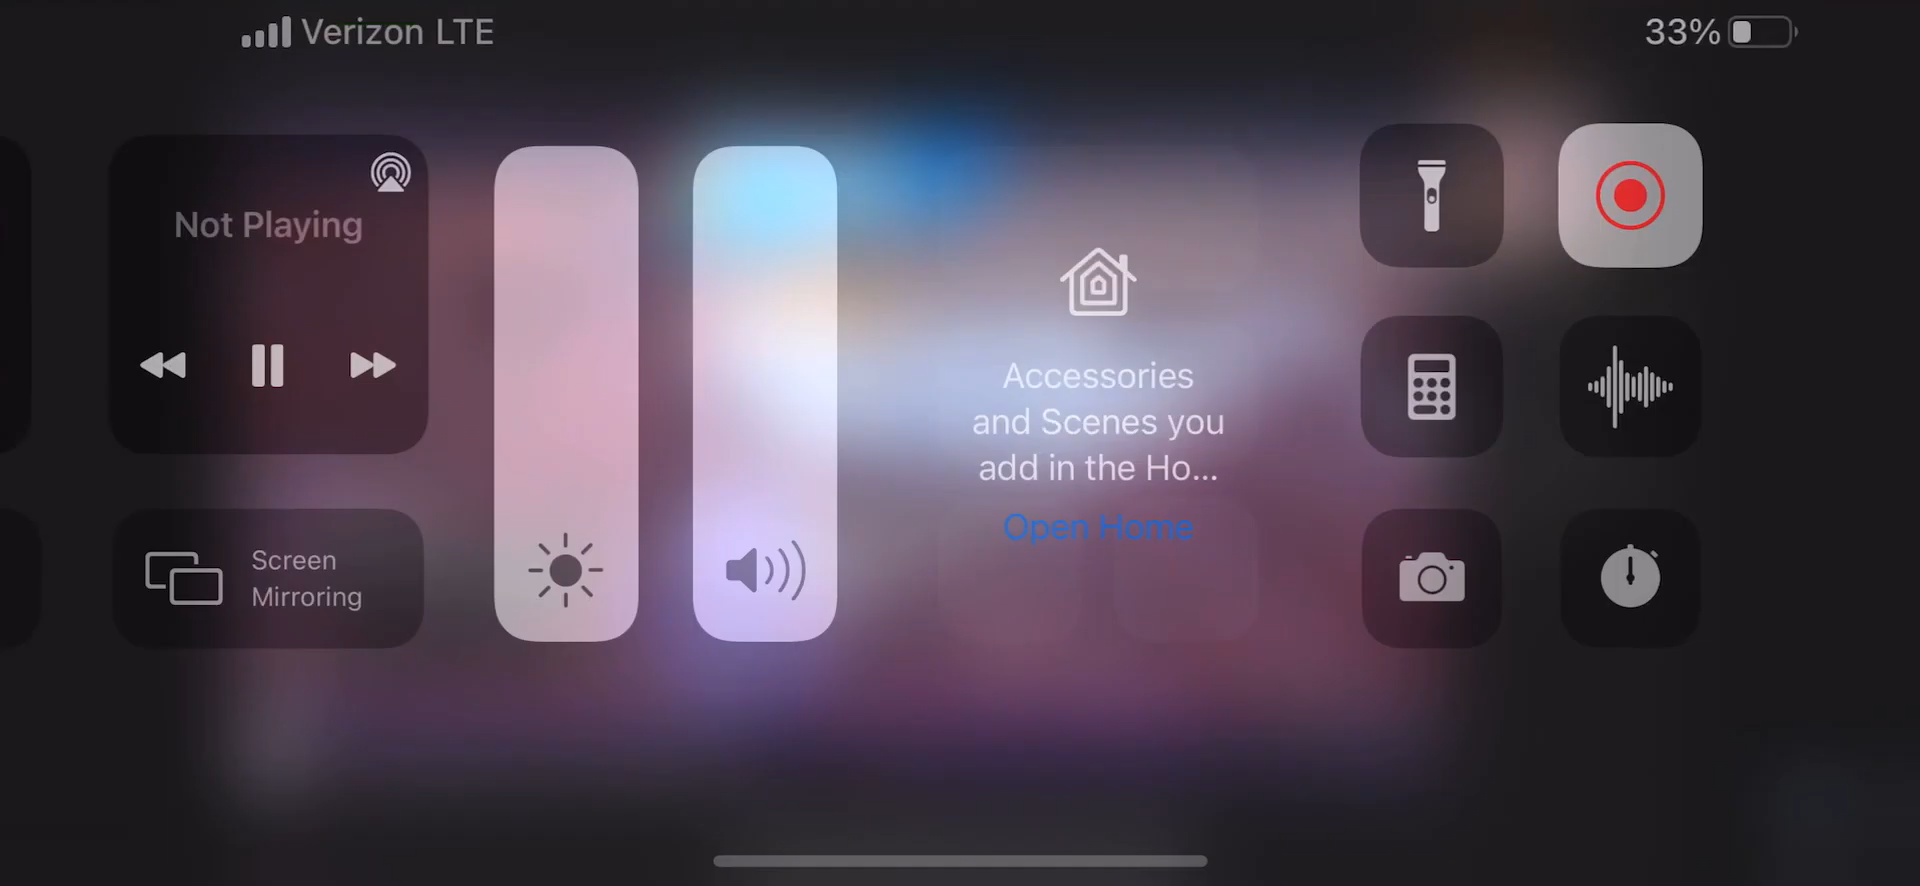 Verizon LTE
33%
Not Playing
Screen
Mirroring
Accessories
and Scenes you
add in the Ho...
Open Home